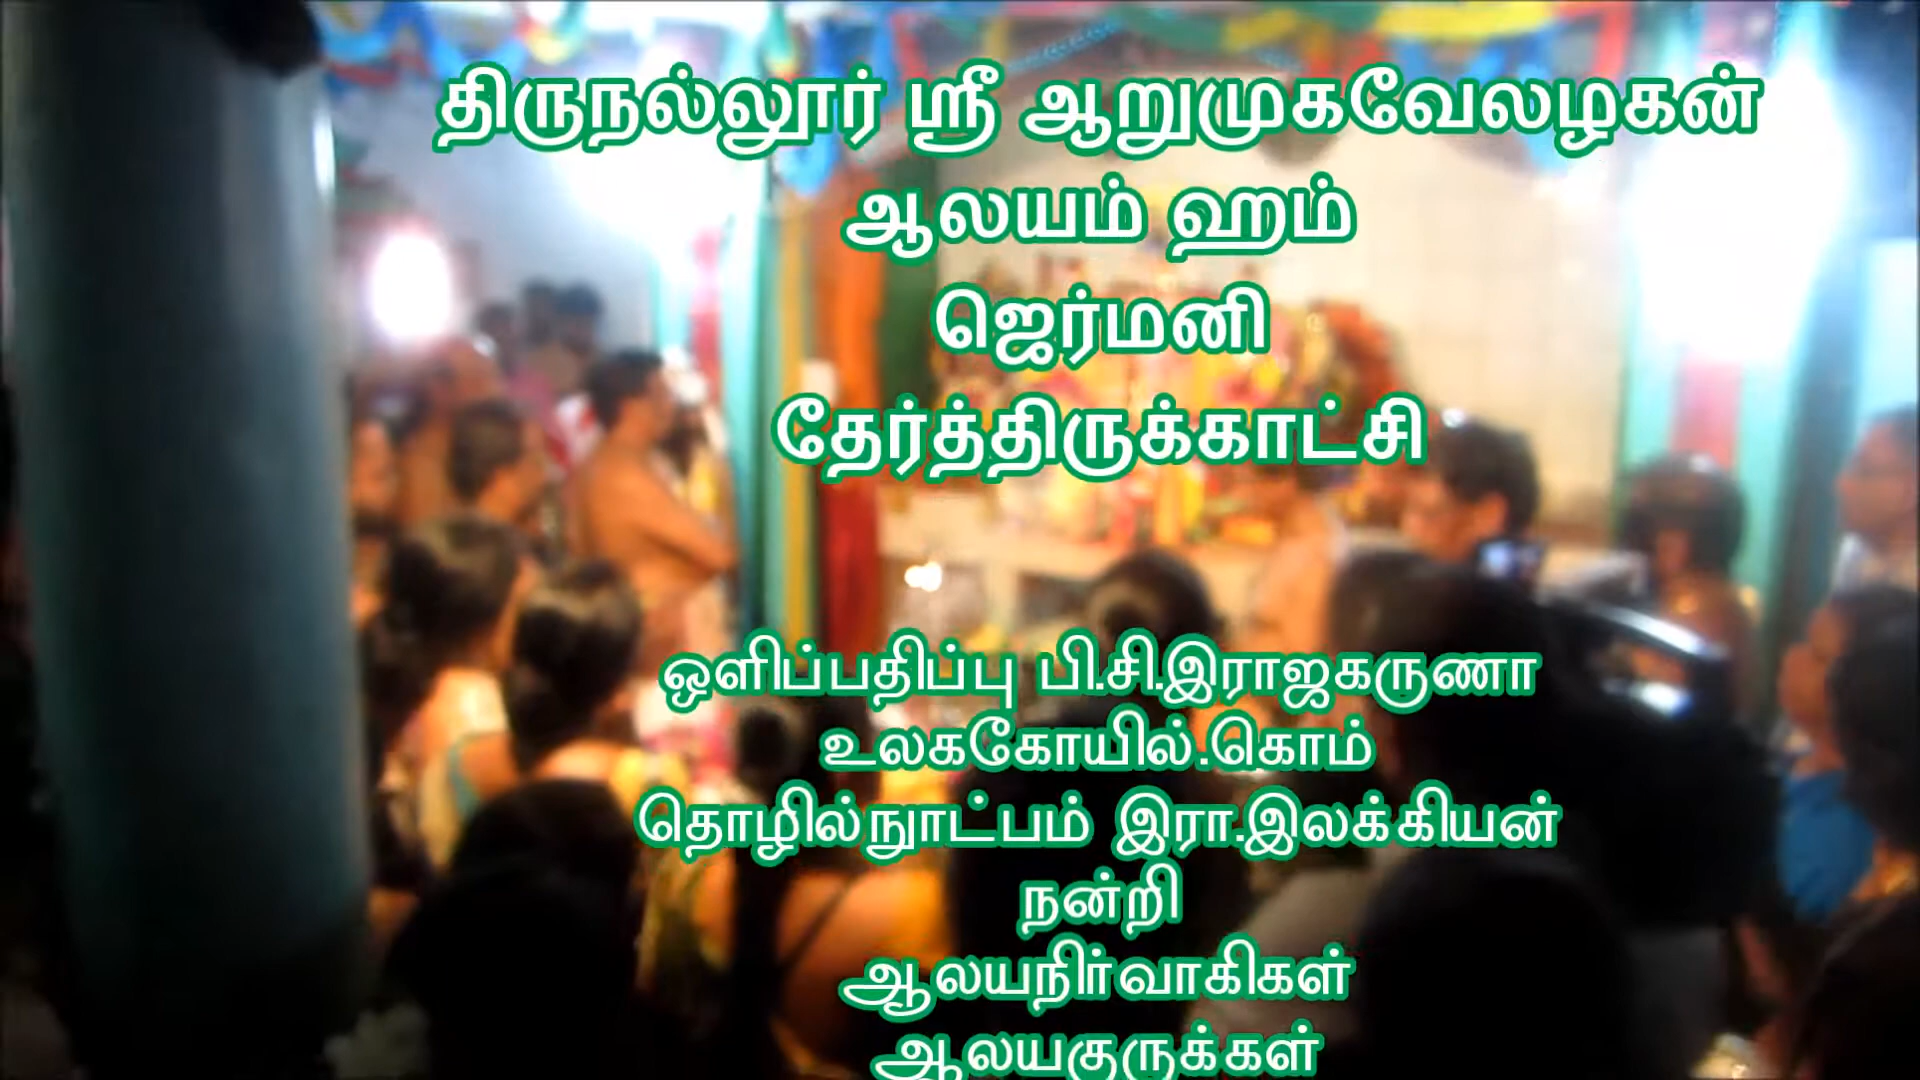 திருநல்லூர் ஸ்ரீ ஆறுமுகவேலழகன்
ஆலயம் ஹம்
ஜெர்மனி
தேர்த்திருக்காட்சி
ஒளிப்பதிப்பு பி.சி.இராஜகருணா
உலககோயில்.கொம்
தொழில்நுாட்பம் இரா.இலக்கியன்
நன்றி
ஆலயநிர்வாகிகள்
ஆலயகுருக்கள்